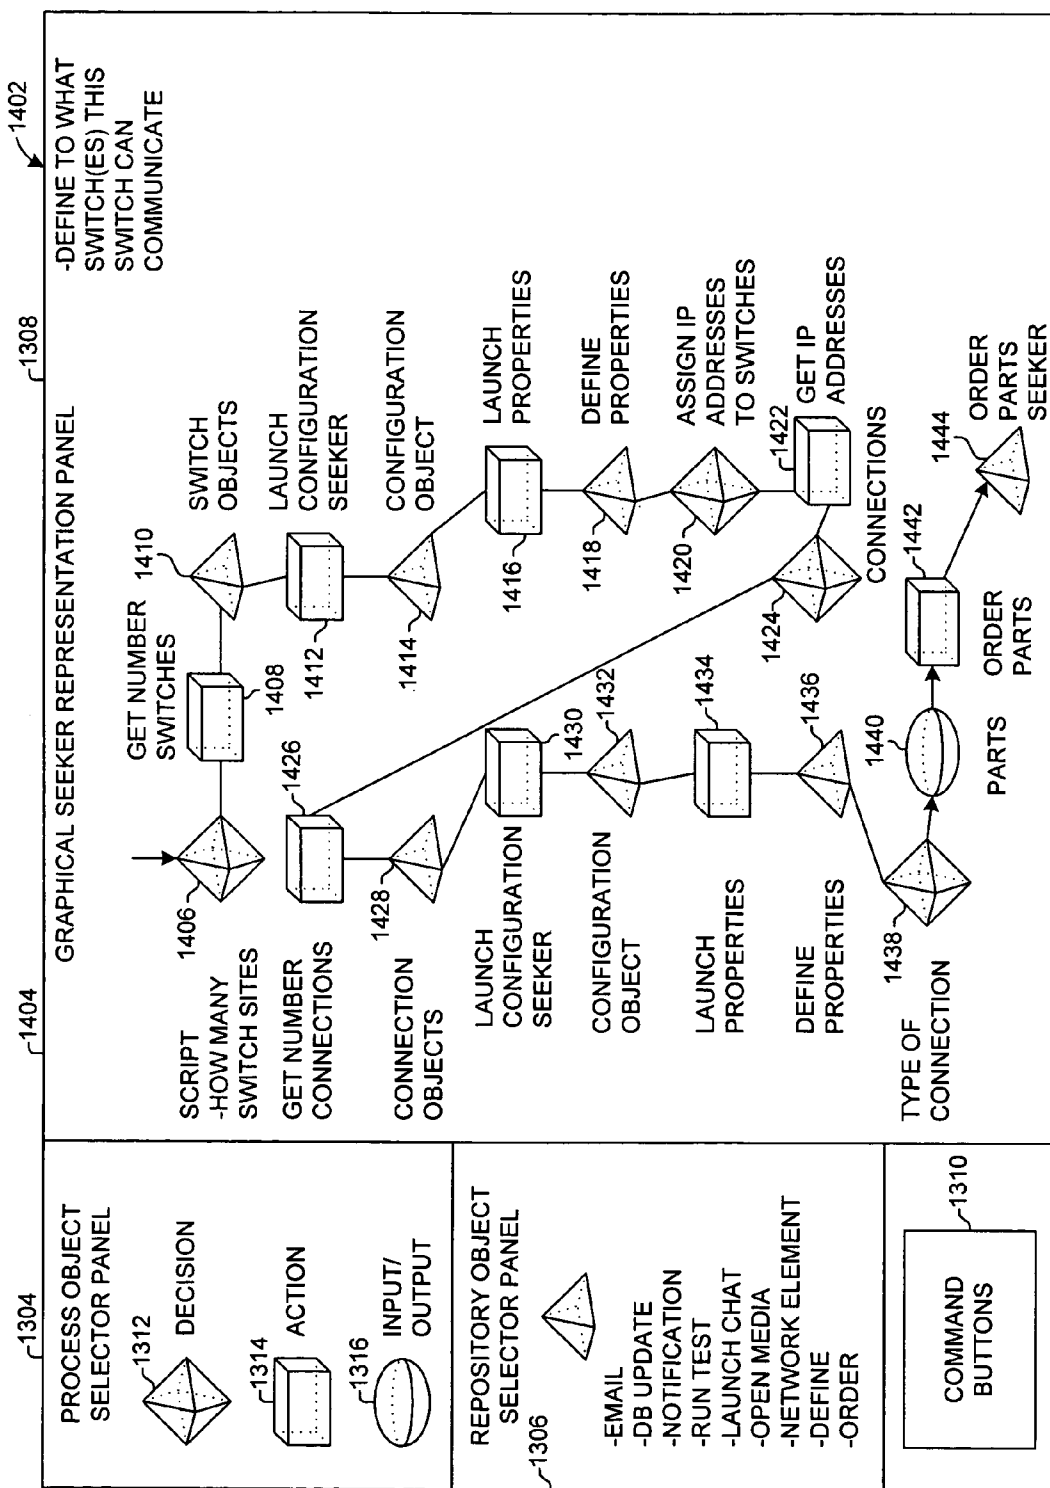 1304
1404
1308
1402
PROCESS OBJECT
SELECTOR PANEL
1312
DECISION
1314
ACTION
1316
INPUT/
OUTPUT
REPOSITORY OBJECT
SELECTOR PANEL
1306
-EMAIL
-DB UPDATE
-NOTIFICATION
-RUN TEST
-LAUNCH CHAT
-OPEN MEDIA
-NETWORK ELEMENT
-DEFINE
-ORDER
1310
COMMAND
BUTTONS
GRAPHICAL SEEKER REPRESENTATION PANEL
-DEFINE TO WHAT
SWITCH(ES) THIS
SWITCH CAN
COMMUNICATE
SCRIPT
-HOW MANY
SWITCH SITES
1406
GET NUMBER
SWITCHES
1408
1410
SWITCH
OBJECTS
LAUNCH
CONFIGURATION
SEEKER
1412
CONFIGURATION
OBJECT
1414
LAUNCH
PROPERTIES
1416
DEFINE
PROPERTIES
1418
ASSIGN IP
ADDRESSES
TO SWITCHES
1420
1422
GET IP
ADDRESSES
1424
CONNECTIONS
GET NUMBER
CONNECTIONS
1426
CONNECTION
OBJECTS
1428
LAUNCH
CONFIGURATION
SEEKER
1430
CONFIGURATION
OBJECT
1432
LAUNCH
PROPERTIES
1434
DEFINE
PROPERTIES
1436
TYPE OF
CONNECTION
1438
1440
PARTS
1442
ORDER
PARTS
1444
ORDER
PARTS
SEEKER